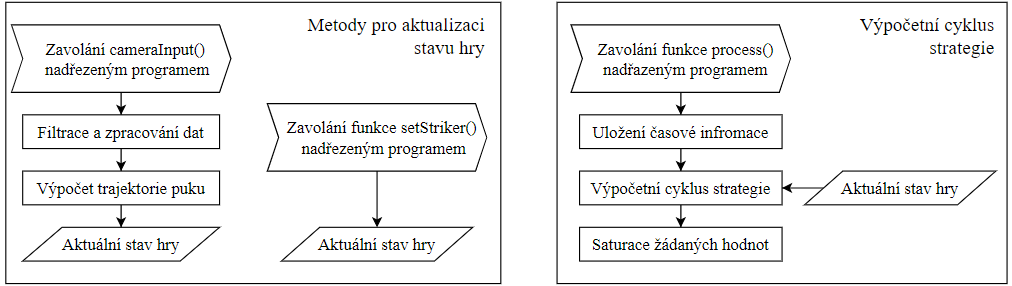 Metody pro aktualizaci
stavu hry
Zavolání cameraInput()
nadřezeným programem
Filtrace a zpracování dat
Výpočet trajektorie puku
Aktuální stav hry
Zavolání funkce setStriker()
nadřezeným programem
Aktuální stav hry
Výpočetní cyklus
strategie
Zavolání funkce process()
nadřazeným programem
Uložení časové infromace
Výpočetní cyklus strategie
Aktuální stav hry
Saturace žádaných hodnot